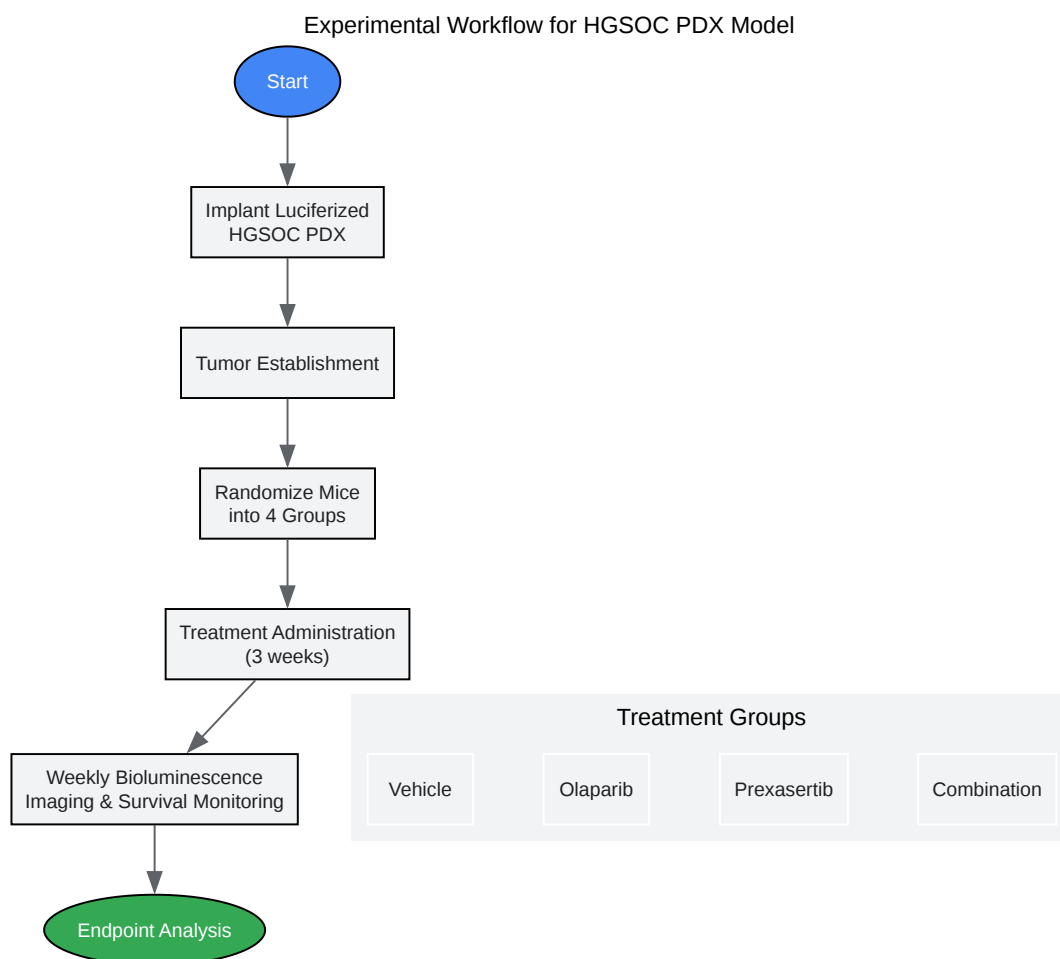 Experimental Workflow for HGSOC PDX Model
Start
Implant Luciferized
HGSOC PDX
Tumor Establishment
Randomize Mice
into 4 Groups
Treatment Administration
(3 weeks)
Treatment Groups
Weekly Bioluminescence
Imaging & Survival Monitoring
Vehicle
Olaparib
Prexasertib
Combination
Endpoint Analysis